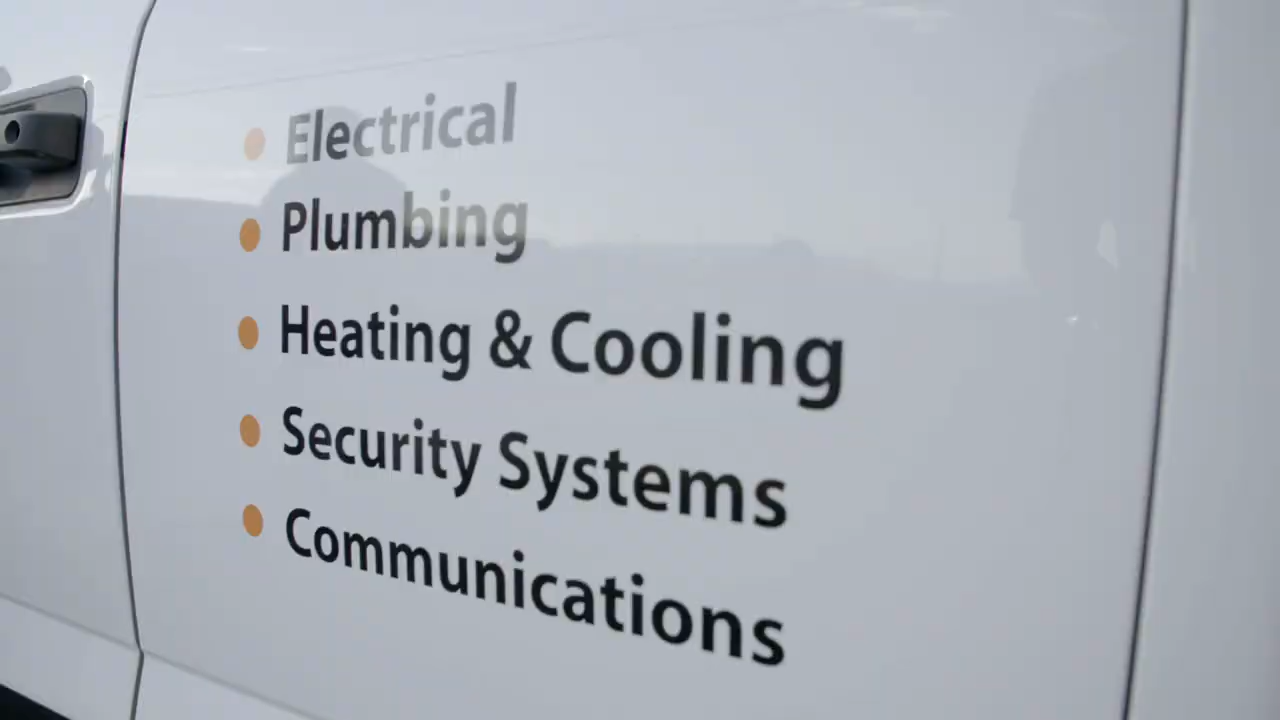 Electrical
Plumbing
Heating & Cooling
Security Systems
Communications